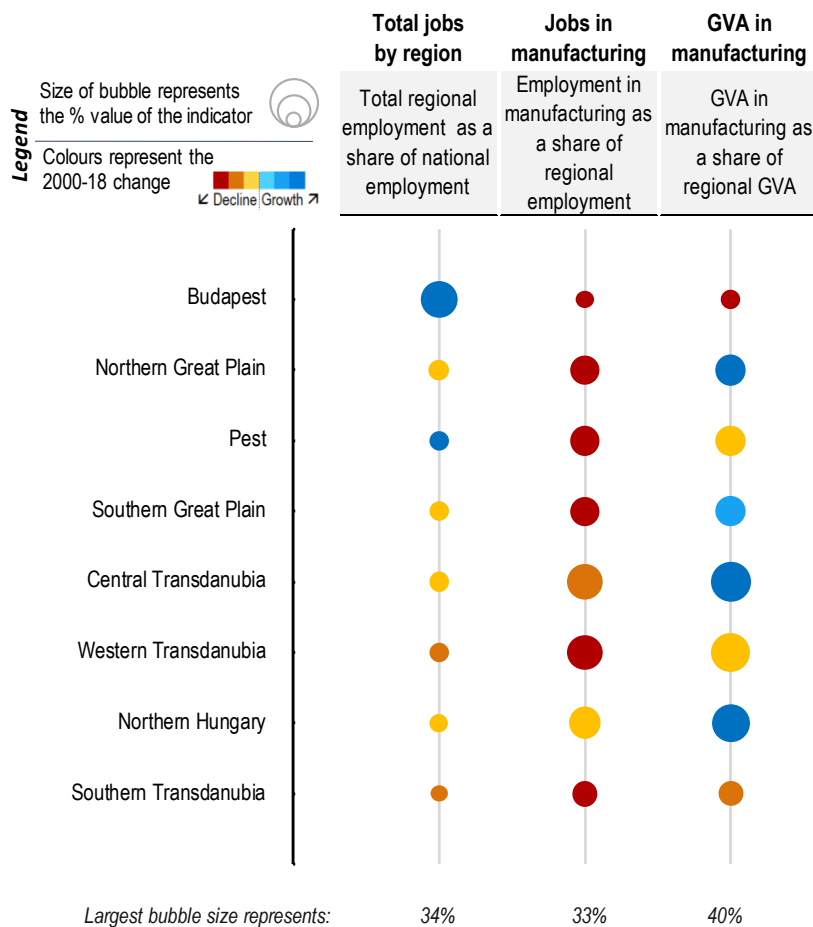 Total jobs
by region
Jobs in
manufacturing
GVA in
manufacturing
Legend
Size of bubble represents
the % value of the indicator
Colours represent the
2000-18 change
↙ Decline Growth ↗
Total regional
employment as a
share of national
employment
Employment in
manufacturing as
a share of
regional
employment
GVA in
manufacturing as
a share of
regional GVA
Budapest
Northern Great Plain
Pest
Southern Great Plain
Central Transdanubia
Western Transdanubia
Northern Hungary
Southern Transdanubia
Largest bubble size represents: 34% 33% 40%